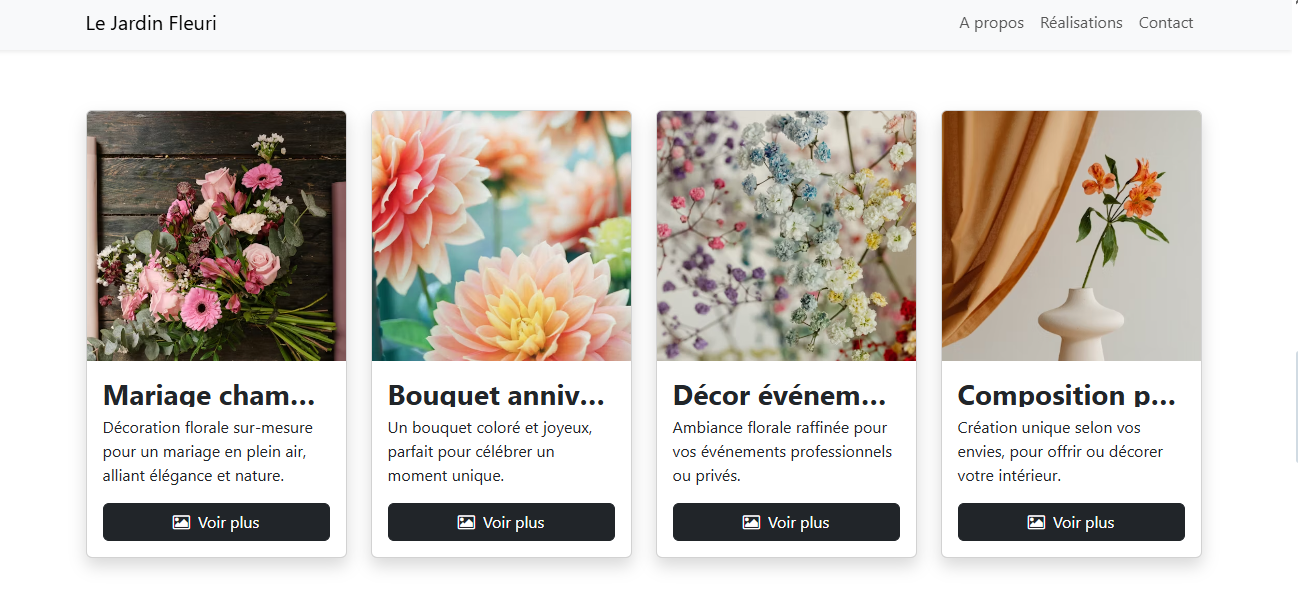 Le Jardin Fleuri
A propos Réalisations Contact
Mariage cham...
Décoration florale sur-mesure
pour un mariage en plein air,
alliant élégance et nature.
Voir plus
Bouquet anniv...
Un bouquet coloré et joyeux,
parfait pour célébrer un
moment unique.
Voir plus
Décor événem...
Ambiance florale raffinée pour
vos événements professionnels
ou privés.
Voir plus
Composition p...
Création unique selon vos
envies, pour offrir ou décorer
votre intérieur.
Voir plus